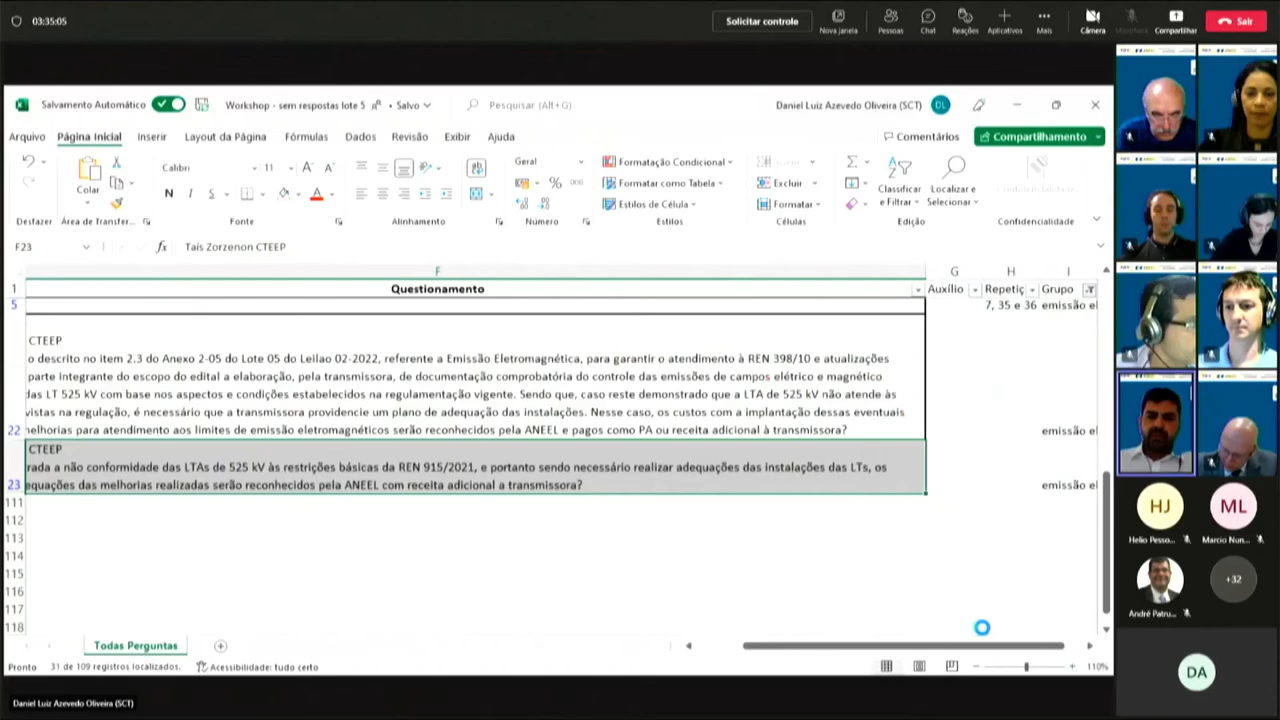 03:35:05
Solicitar controle
Nova janela
Pessoas
Chat
Reações
Aplicativos
Mais
Câmera
Compartilhar
Sair
Salvamento Automático
Workshop - sem respostas lote 5
• Salvo
Pesquisar (Alt+G)
Daniel Luiz Azevedo Oliveira (SCT)
DL
Arquivo
Página Inicial
Inserir
Layout da Página
Fórmulas
Dados
Revisão
Exibir
Ajuda
Comentários
Compartilhamento
Colar
Calibri
11
N
I
S
Geral
Formatação Condicional
Formatar como Tabela
Estilos de Célula
Excluir
Formatar
Classificar e Filtrar
Localizar e Selecionar
Desfazer
Área de Transfer...
Fonte
Alinhamento
Número
Estilos
Células
Edição
Confidencialidade
F23
fx
Taís Zorzenon CTEEP
F
G
H
I
1
Questionamento
Auxílio
Repetiç
Grupo
5
7, 35 e 36
emissão el
CTEEP
o descrito no item 2.3 do Anexo 2-05 do Lote 05 do Leilao 02-2022, referente a Emissão Eletromagnética, para garantir o atendimento à REN 398/10 e atualizações
parte integrante do escopo do edital a elaboração, pela transmissora, de documentação comprobatória do controle das emissões de campos elétrico e magnético
das LT 525 kV com base nos aspectos e condições estabelecidos na regulamentação vigente. Sendo que, caso reste demonstrado que a LTA de 525 kV não atende às
vistas na regulação, é necessário que a transmissora providencie um plano de adequação das instalações. Nesse caso, os custos com a implantação dessas eventuais
22
melhorias para atendimento aos limites de emissão eletromagnéticos serão reconhecidos pela ANEEL e pagos como PA ou receita adicional à transmissora?
emissão el
CTEEP
rada a não conformidade das LTAs de 525 kV às restrições básicas da REN 915/2021, e portanto sendo necessário realizar adequações das instalações das LTs, os
23
equações das melhorias realizadas serão reconhecidos pela ANEEL com receita adicional a transmissora?
emissão el
111
112
113
114
115
116
117
118
Todas Perguntas
Pronto
31 de 109 registros localizados.
Acessibilidade: tudo certo
110%
HJ
Helio Pesso...
ML
Marcio Nun...
André Patru...
+32
DA
Daniel Luiz Azevedo Oliveira (SCT)